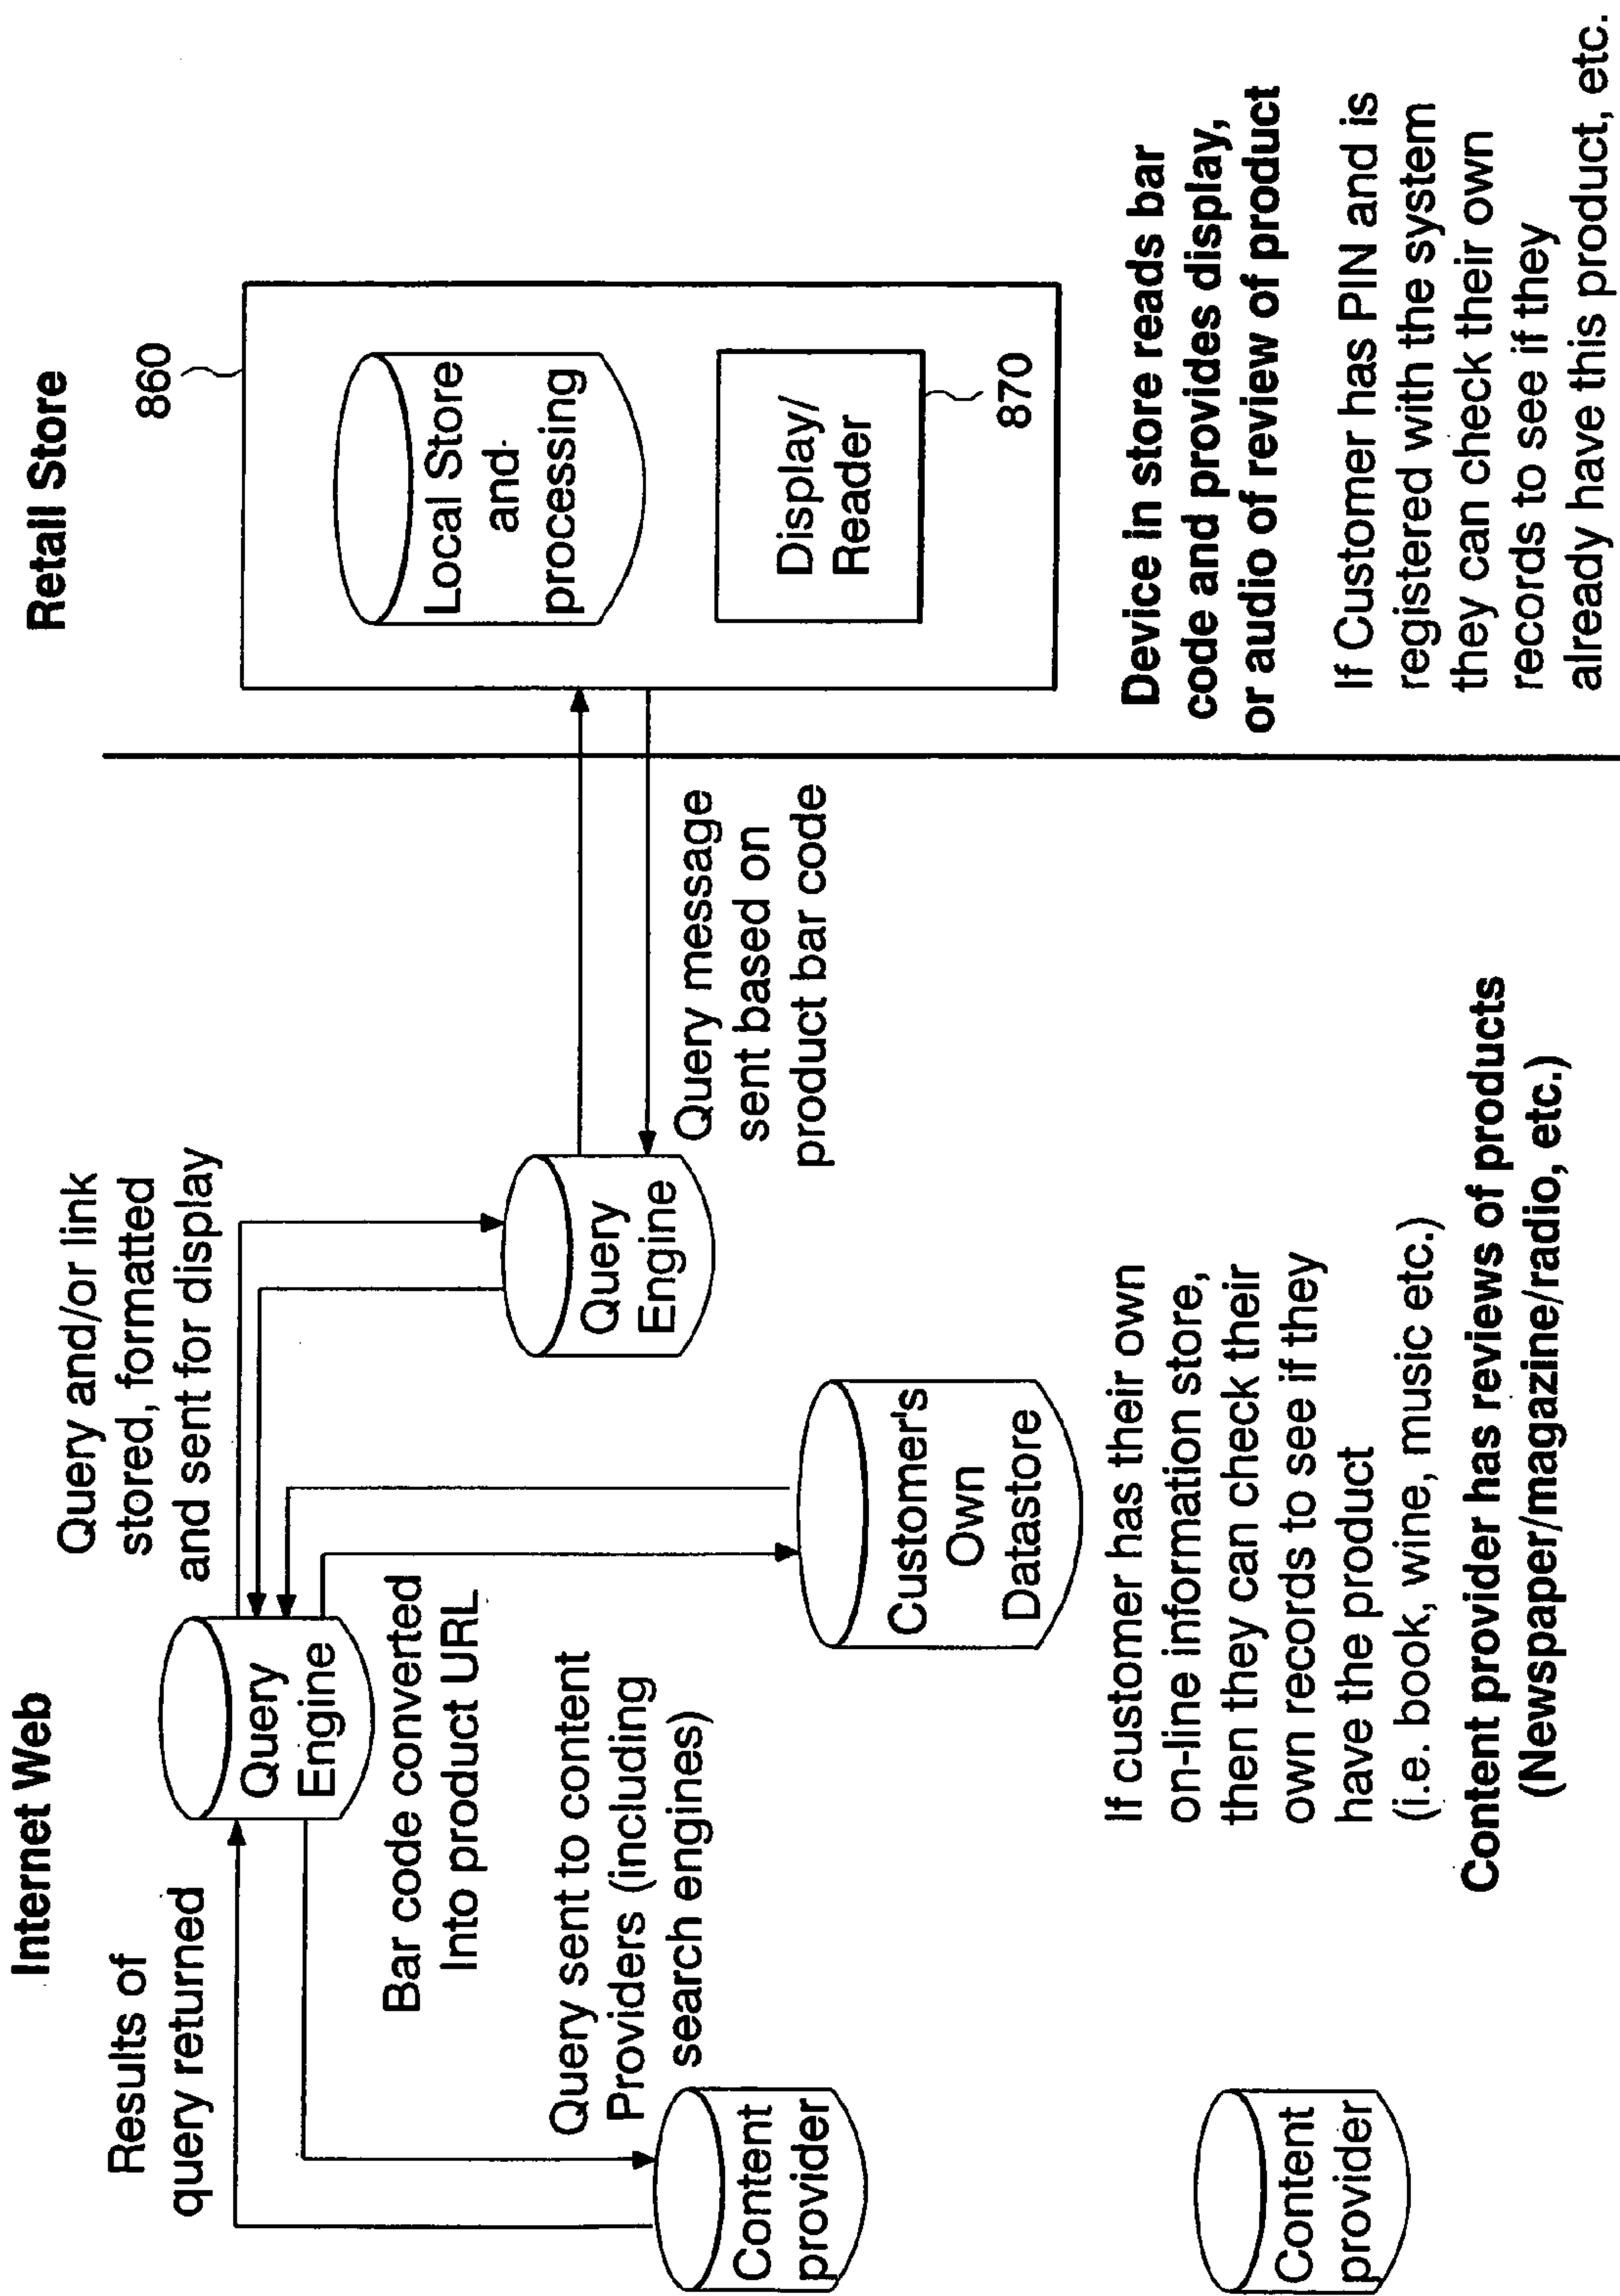 Internet Web
Retail Store
Results of
query returned
Query
Engine
Query and/or link
stored, formatted
and sent for display
860
Local Store
and
processing
Display/
Reader
870
Bar code converted
Into product URL
Query sent to content
Providers (including
search engines)
Query
Engine
Query message
sent based on
product bar code
Content
provider
Customer's
Own
Datastore
Device in store reads bar
code and provides display,
or audio of review of product
If customer has their own
on-line information store,
then they can check their
own records to see if they
have the product
(i.e. book, wine, music etc.)
Content provider has reviews of products
(Newspaper/magazine/radio, etc.)
If Customer has PIN and is
registered with the system
they can check their own
records to see if they
already have this product, etc.
Content
provider